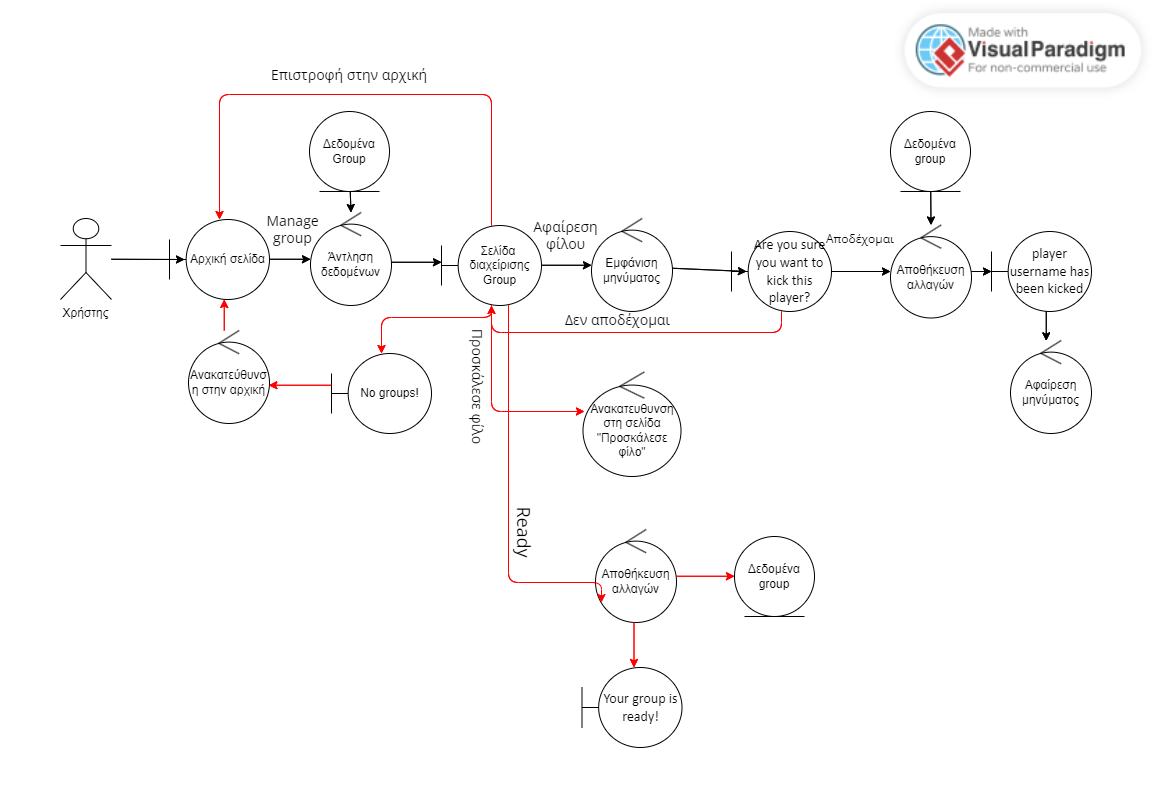 Made with
VisualParadigm
For non-commercial use
Επιστροφή στην αρχική
Δεδομένα
Group
Δεδομένα
group
Manage
group
Αφαίρεση
φίλου
Αποδέχομαι
Χρήστης
Αρχική σελίδα
Άντληση
δεδομένων
Σελίδα
διαχείρισης
Group
Εμφάνιση
μηνύματος
Are you sure
you want to
kick this
player?
Αποθήκευση
αλλαγών
player
username has
been kicked
Δεν αποδέχομαι
Προσκάλεσε φίλο
Ανακατεύθυνσ
η στην αρχική
No groups!
Αφαίρεση
μηνύματος
Ανακατευθυνση
στη σελίδα
"Προσκάλεσε
φίλο"
Ready
Αποθήκευση
αλλαγών
Δεδομένα
group
Your group is
ready!